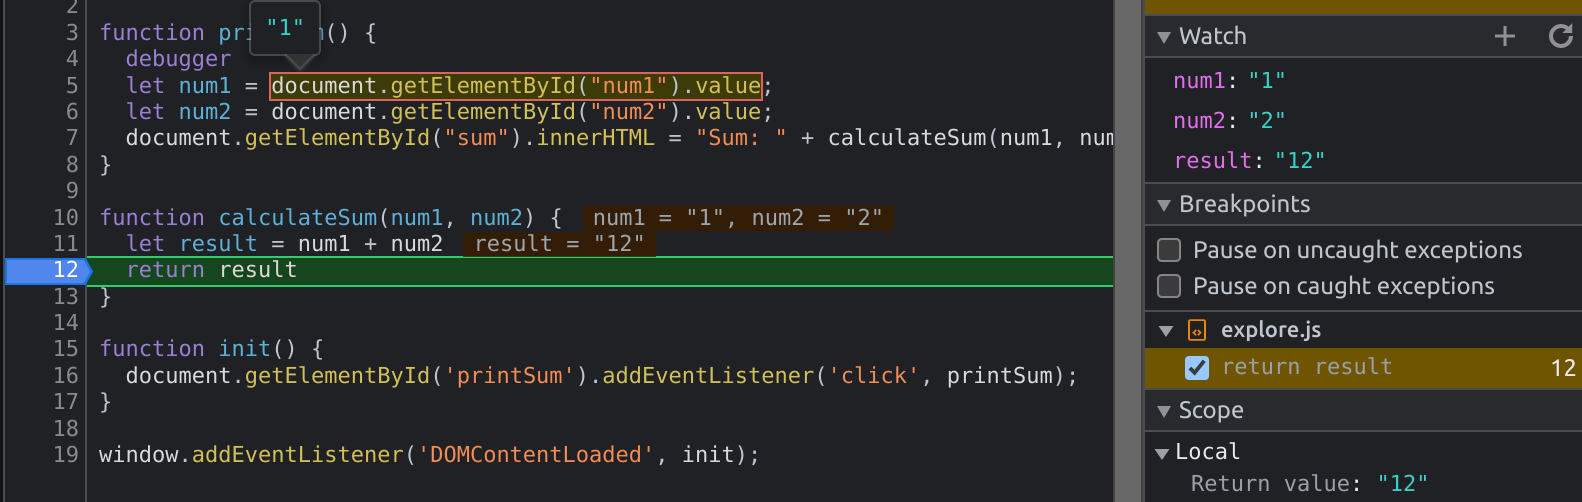 2
3 function pri m() {
"1"
4 debugger
5 let num1 = document.getElementById("num1").value;
6 let num2 = document.getElementById("num2").value;
7 document.getElementById("sum").innerHTML = "Sum: " + calculateSum(num1, num
8 }
9
10 function calculateSum(num1, num2) { num1 = "1", num2 = "2"
11 let result = num1 + num2 result = "12"
12 return result
13 }
14
15 function init() {
16 document.getElementById('printSum').addEventListener('click', printSum);
17 }
18
19 window.addEventListener('DOMContentLoaded', init);
Watch
num1: "1"
num2: "2"
result: "12"
Breakpoints
Pause on uncaught exceptions
Pause on caught exceptions
explore.js
return result 12
Scope
Local
Return value: "12"